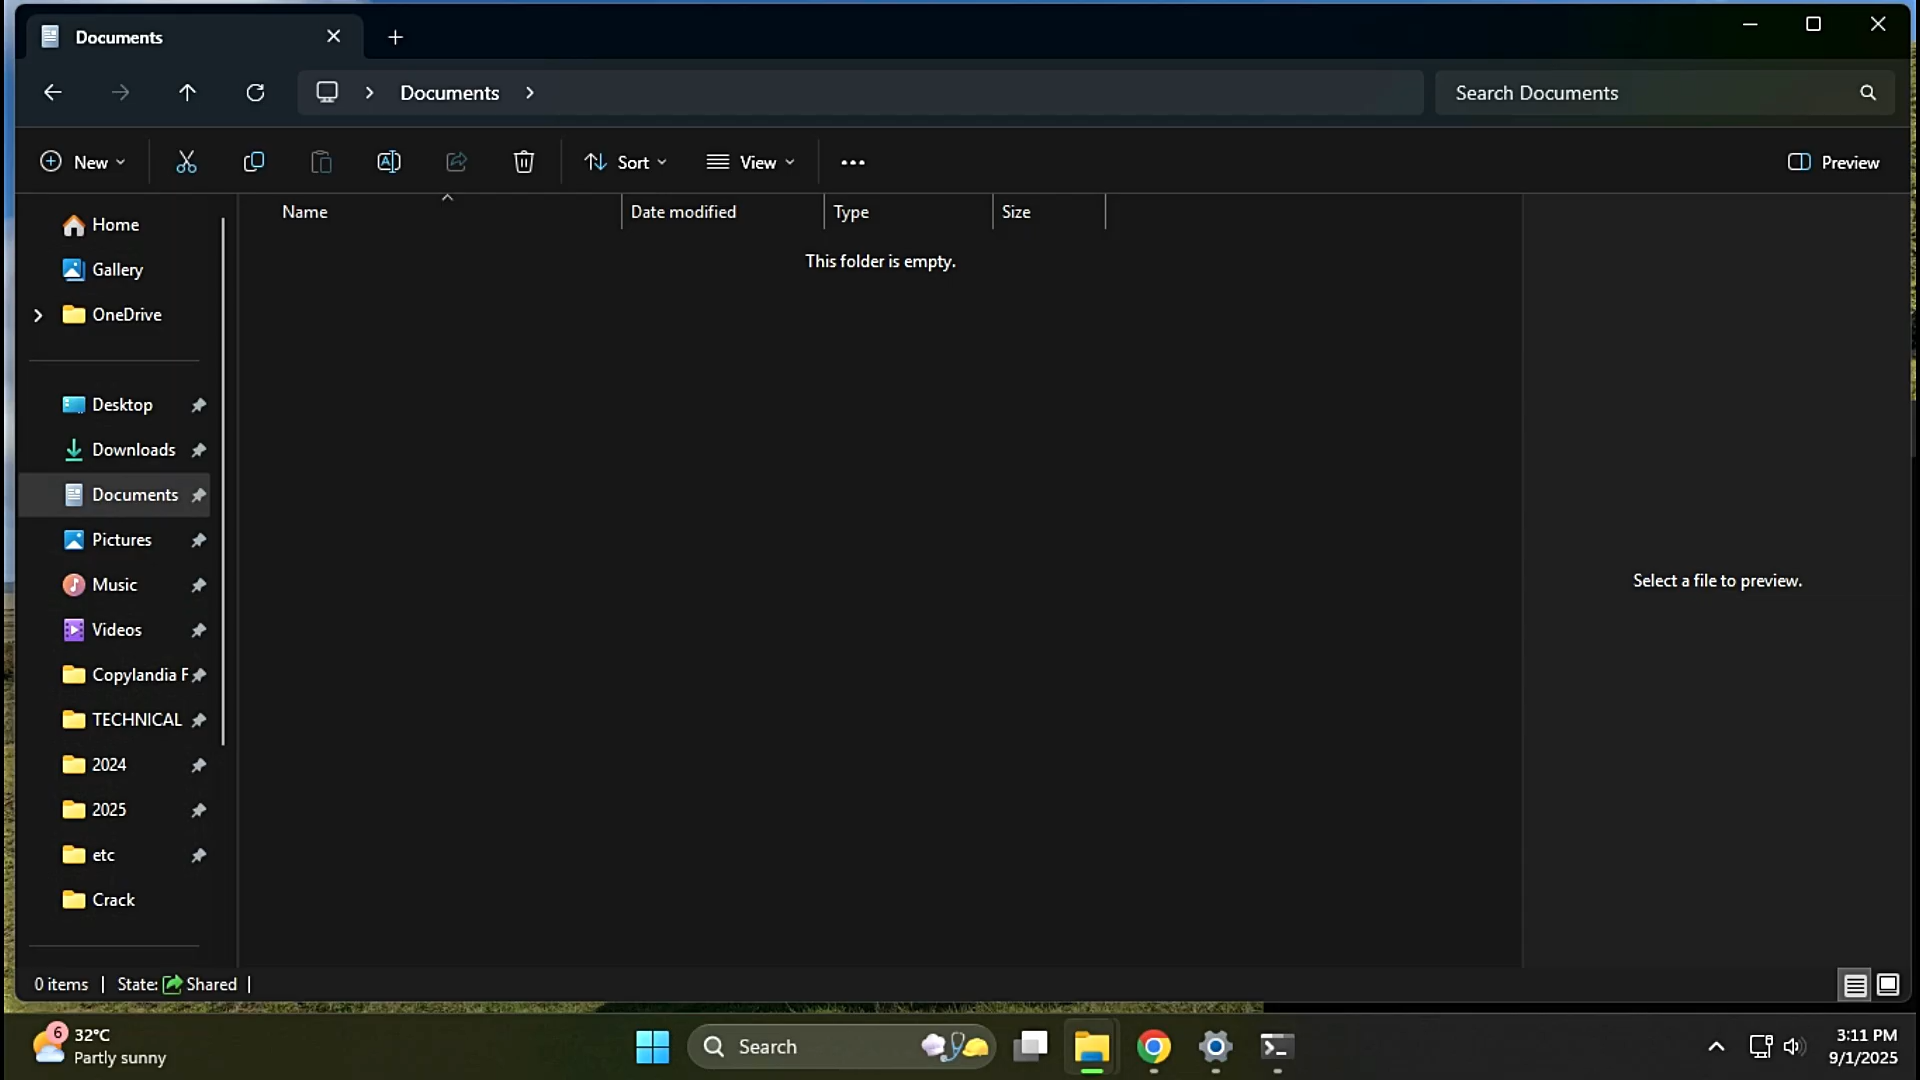 Documents
Documents
Search Documents
New
Sort
View
Preview
Name
Date modified
Type
Size
This folder is empty.
Home
Gallery
OneDrive
Desktop
Downloads
Documents
Pictures
Music
Videos
Copylandia F
TECHNICAL
2024
2025
etc
Crack
Select a file to preview.
0 items | State: Shared |
6
32°C
Partly sunny
Search
3:11 PM
9/1/2025